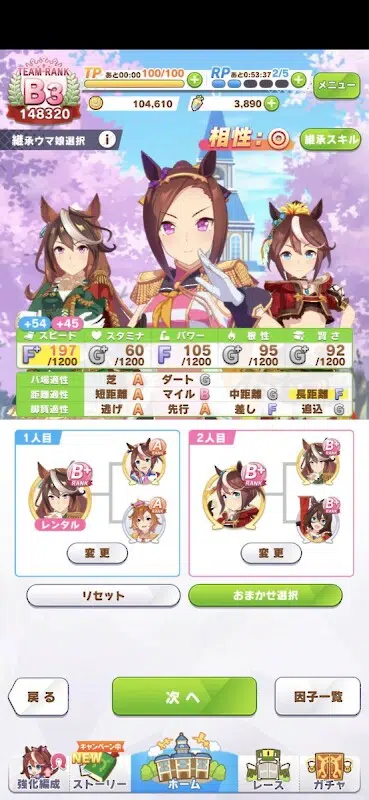 TEAM RANK
B3
148320
TP あと00:00 100/100
RP あと0:53:37 2/5
メニュー
104,610
3,890
継承ウマ娘選択
i
相性:◎
継承スキル
+54 +45
スピード スタミナ パワー 根性 賢さ
F+ 197 /1200
G+ 60 /1200
F 105 /1200
G+ 95 /1200
G+ 92 /1200
バ場適性 芝 A ダート G
距離適性 短距離 A マイル B 中距離 G 長距離 F
脚質適性 逃げ A 先行 A 差し F 追込 G
1人目
B+ RANK
レンタル
A RANK
A RANK
変更
2人目
B+ RANK
B+ RANK
B+ RANK
変更
リセット
おまかせ選択
戻る
次へ
因子一覧
強化編成
キャンペーン中
NEW
ストーリー
ホーム
レース
ガチャ